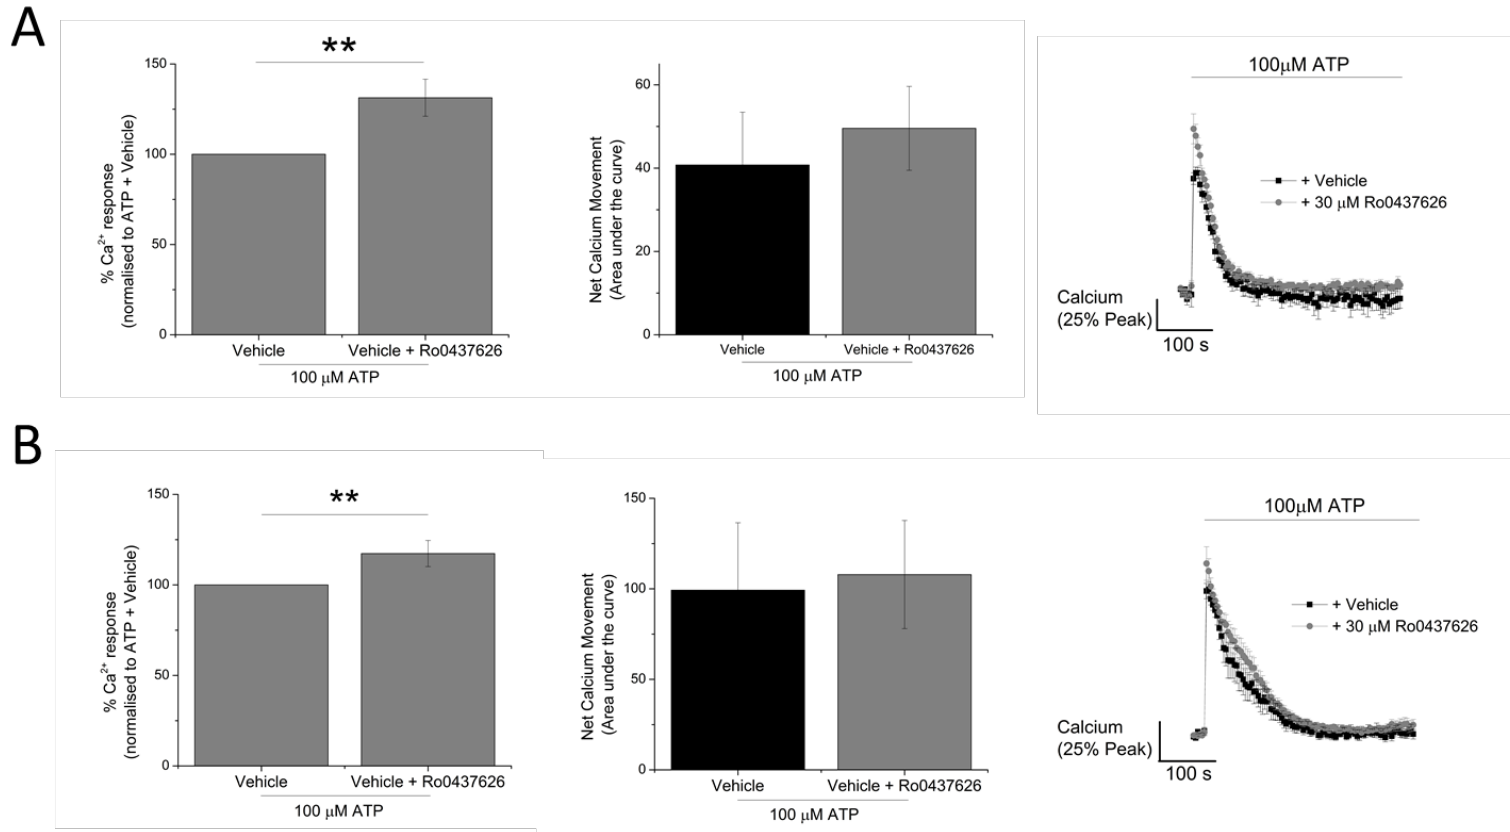 A
**
150
100
50
0
% Ca2+ response
(normalised to ATP + Vehicle)
Vehicle
Vehicle + Ro0437626
100 μM ATP
60
40
20
0
Net Calcium Movement
(Area under the curve)
Vehicle
Vehicle + Ro0437626
100 μM ATP
100μM ATP
+ Vehicle
+ 30 μM Ro0437626
Calcium
(25% Peak)
100 s
B
**
150
100
50
0
% Ca2+ response
(normalised to ATP + Vehicle)
Vehicle
Vehicle + Ro0437626
100 μM ATP
150
100
50
0
Net Calcium Movement
(Area under the curve)
Vehicle
Vehicle + Ro0437626
100 μM ATP
100μM ATP
+ Vehicle
+ 30 μM Ro0437626
Calcium
(25% Peak)
100 s